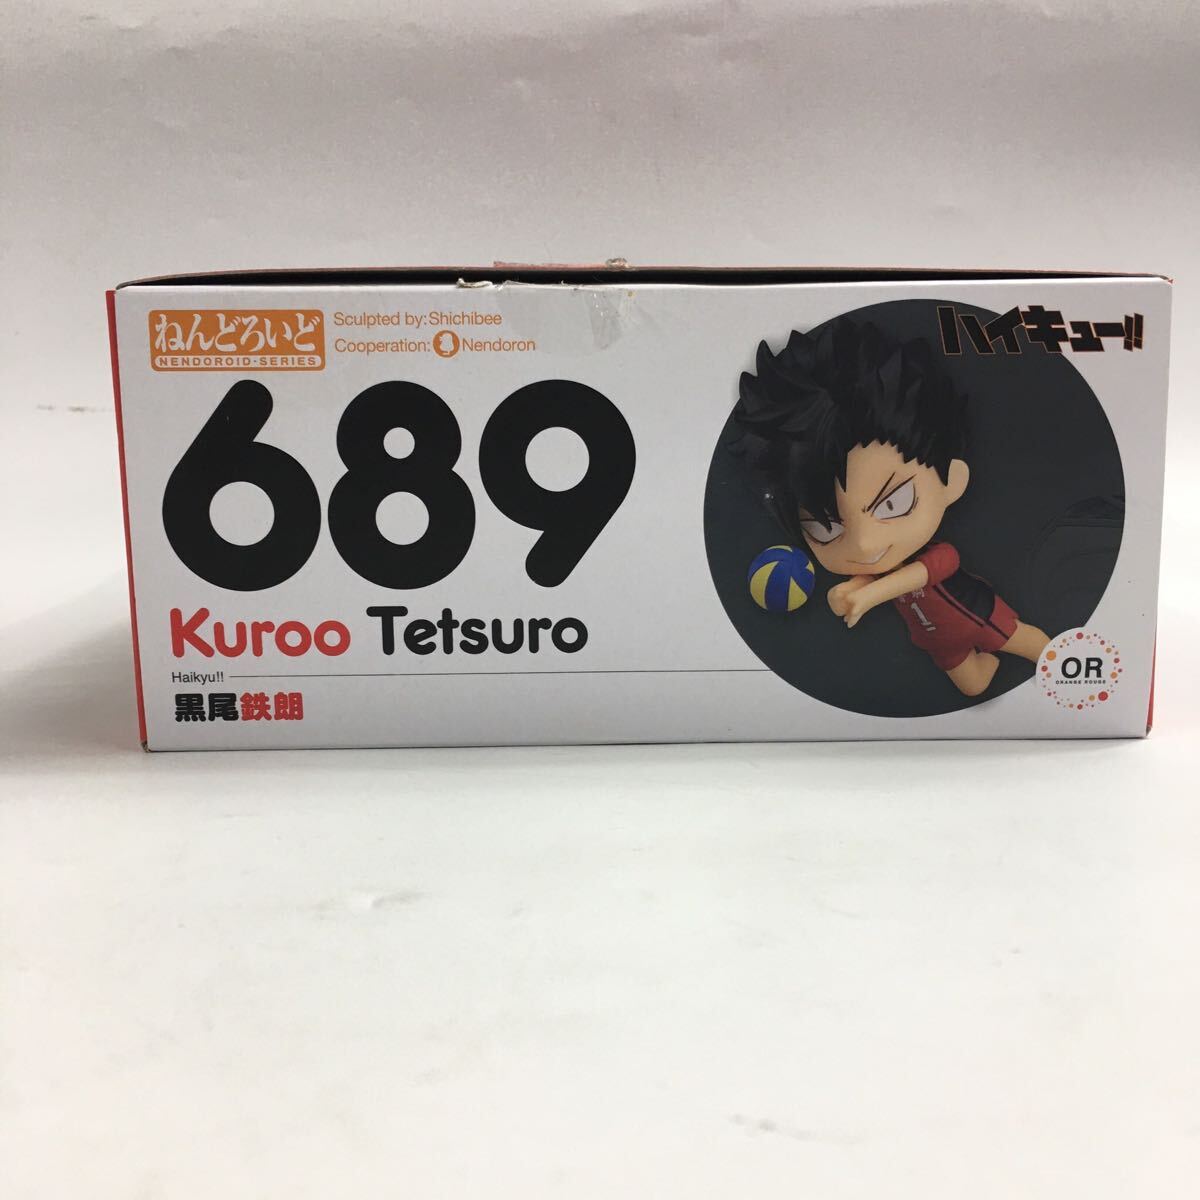 ねんどろいど
NENDOROID·SERIES
Sculpted by: Shichibee
Cooperation: Nendoron
ハイキュー!!
689
Kuroo Tetsuro
Haikyu!!
黒尾鉄朗
1
OR
ORANGE ROUGE